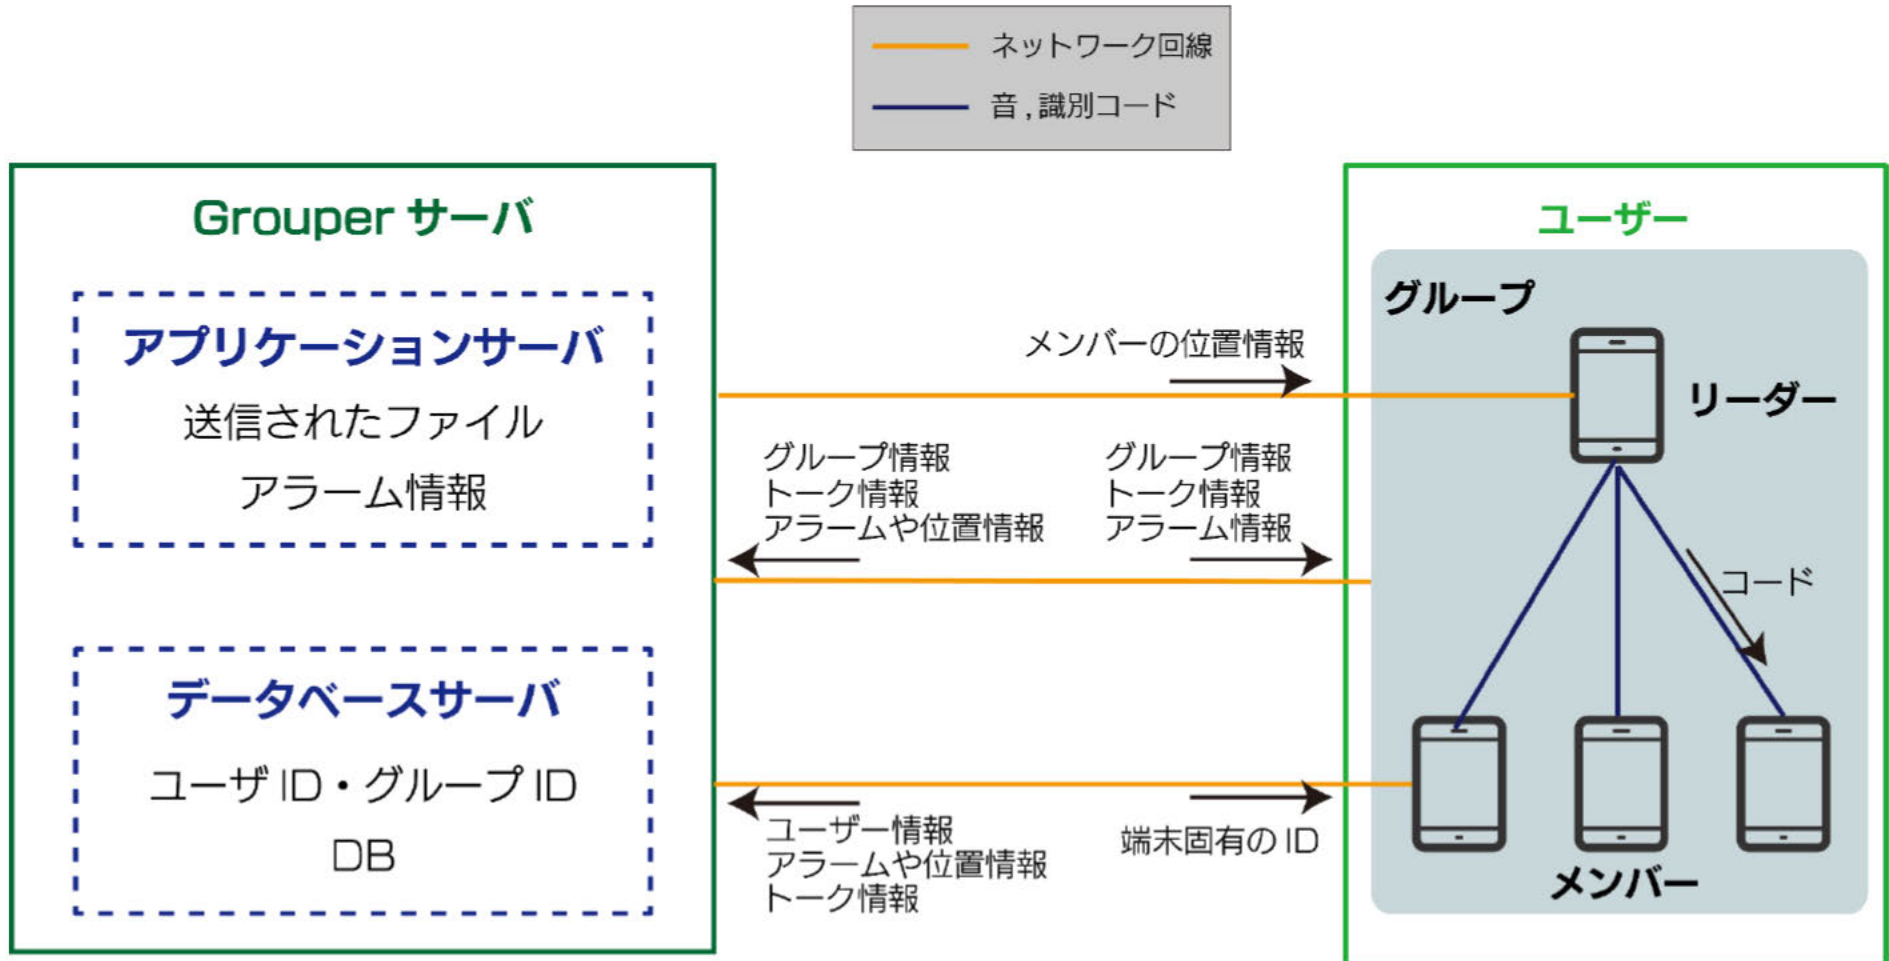 ネットワーク回線
音,識別コード
Grouper サーバ
アプリケーションサーバ
送信されたファイル
アラーム情報
データベースサーバ
ユーザ ID・グループ ID
DB
メンバーの位置情報
グループ情報
トーク情報
アラームや位置情報
グループ情報
トーク情報
アラーム情報
ユーザー情報
アラームや位置情報
トーク情報
端末固有の ID
ユーザー
グループ
リーダー
コード
メンバー